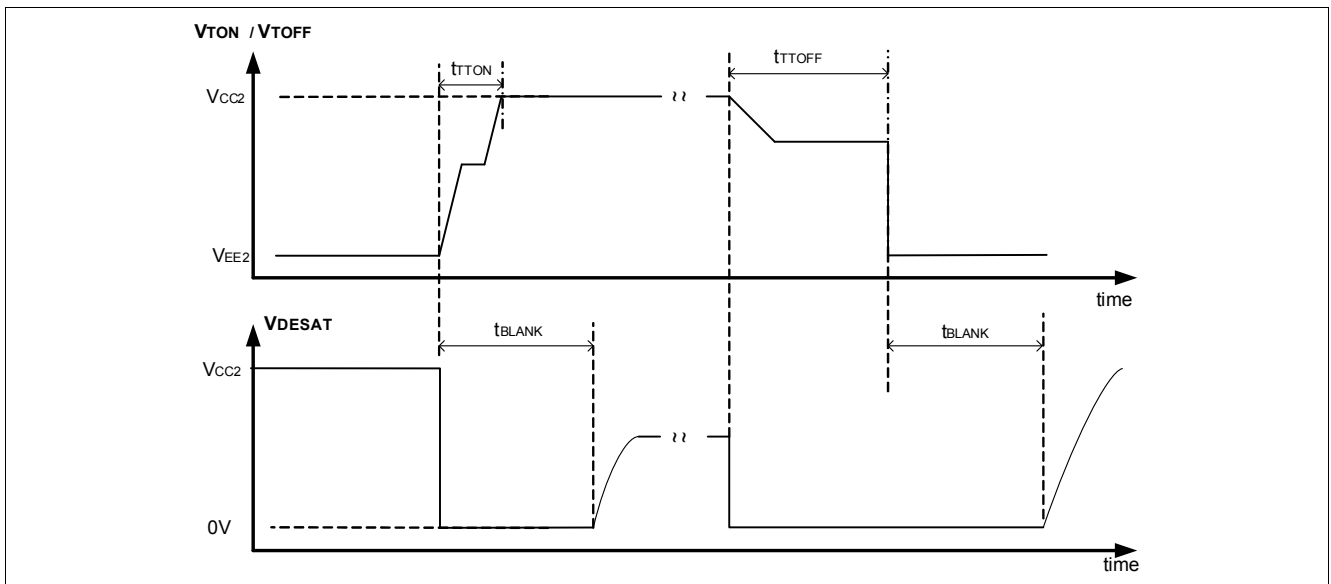 VTON / VTOFF
tTTON
tTTOFF
VCC2
VEE2
time
VDESAT
tBLANK
tBLANK
VCC2
0V
time